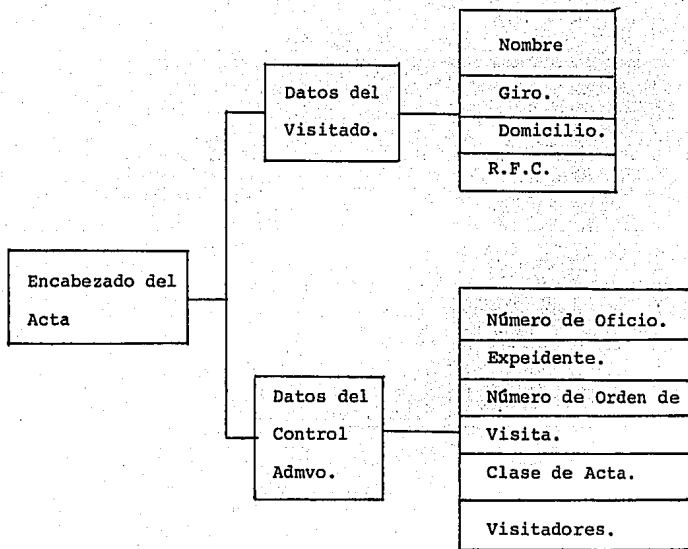 Nombre
Giro.
Domicilio.
R.F.C.
Datos del
Visitado.
Encabezado del
Acta
Datos del
Control
Admvo.
Número de Oficio.
Expeidente.
Número de Orden de
Visita.
Clase de Acta.
Visitadores.